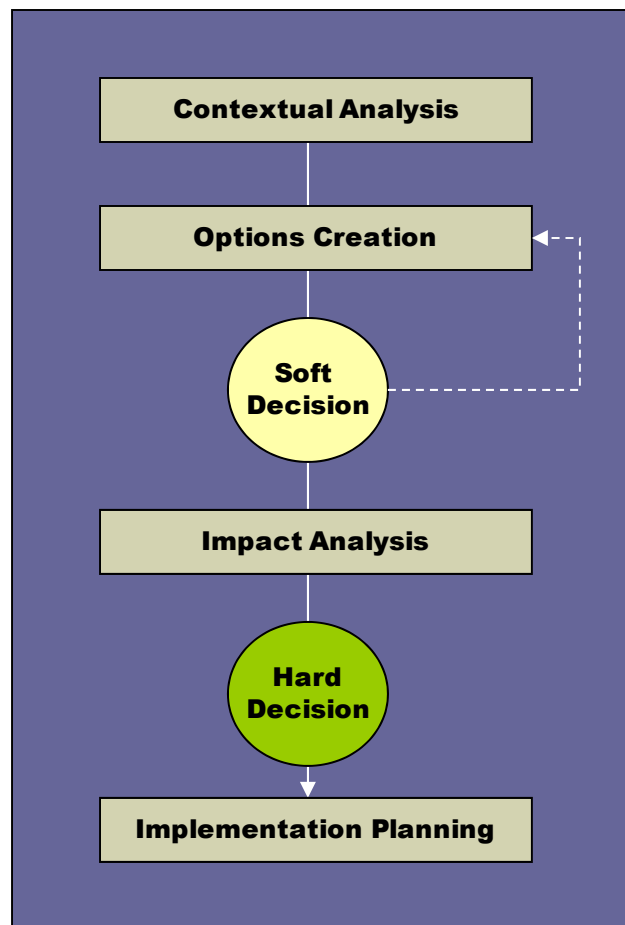 Contextual Analysis
Options Creation
Soft
Decision
Impact Analysis
Hard
Decision
Implementation Planning